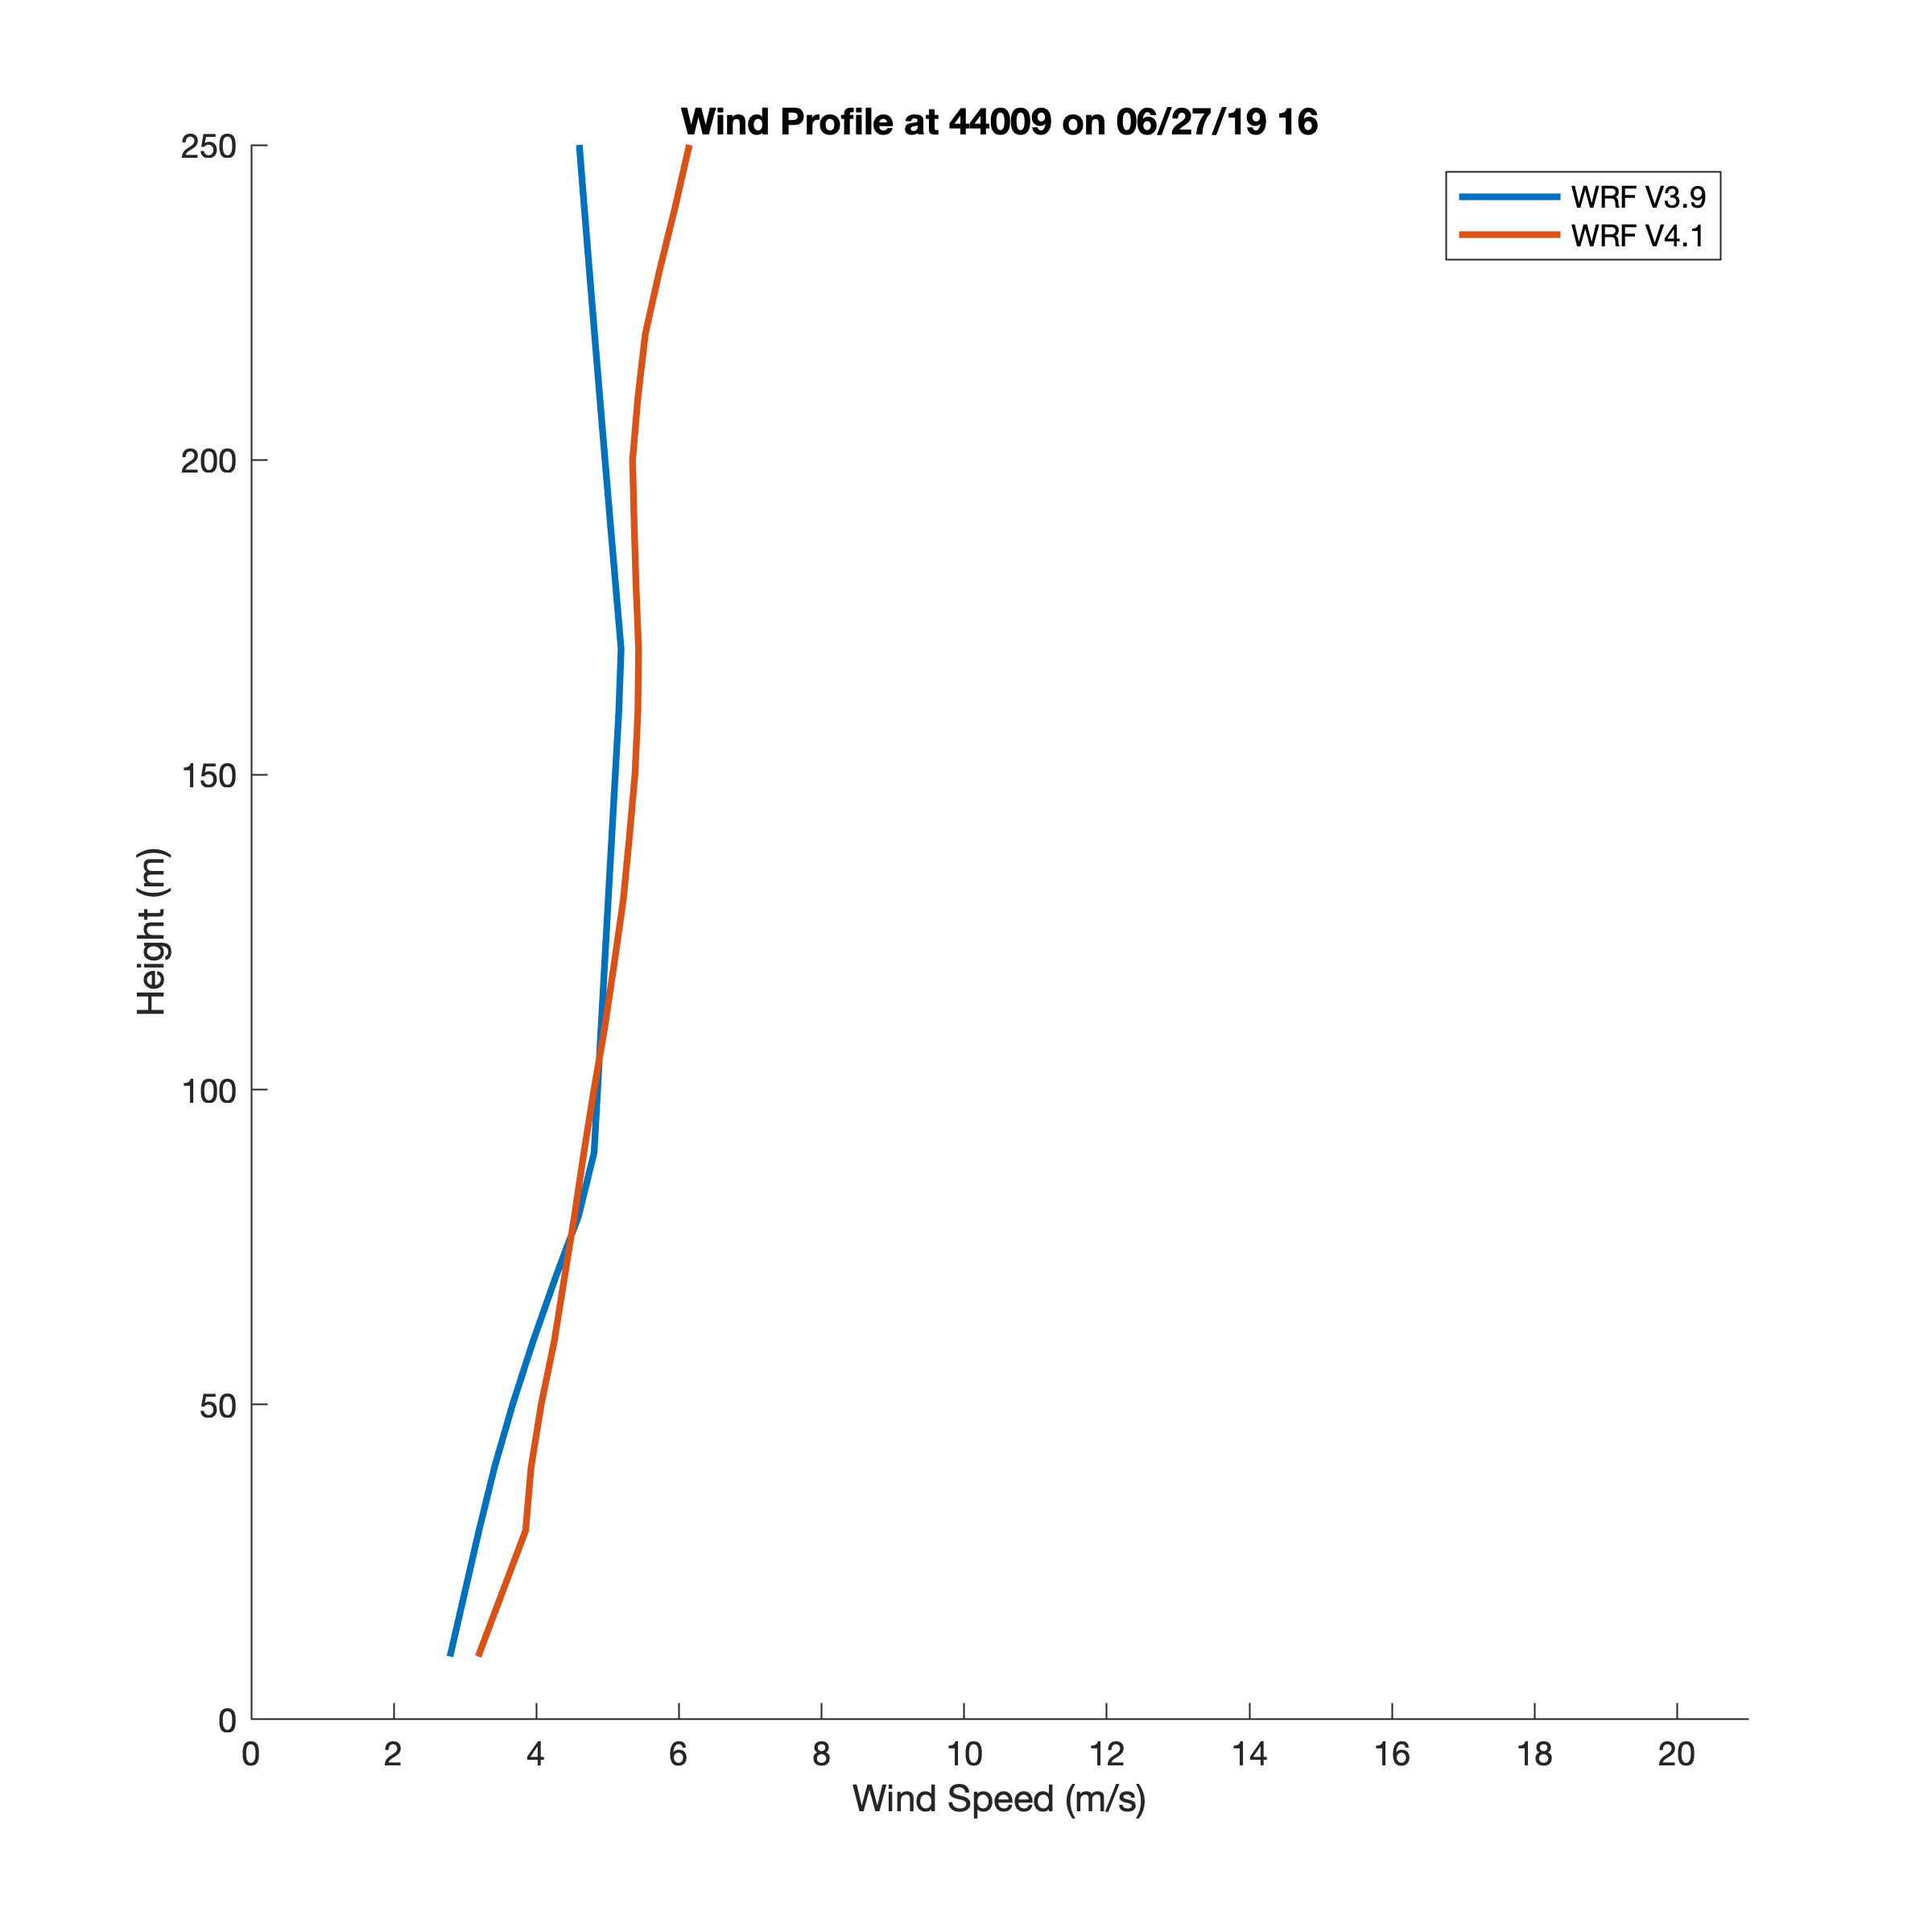 Wind Profile at 44009 on 06/27/19 16
WRF V3.9
WRF V4.1
250
200
150
100
50
0
Height (m)
0 2 4 6 8 10 12 14 16 18 20
Wind Speed (m/s)